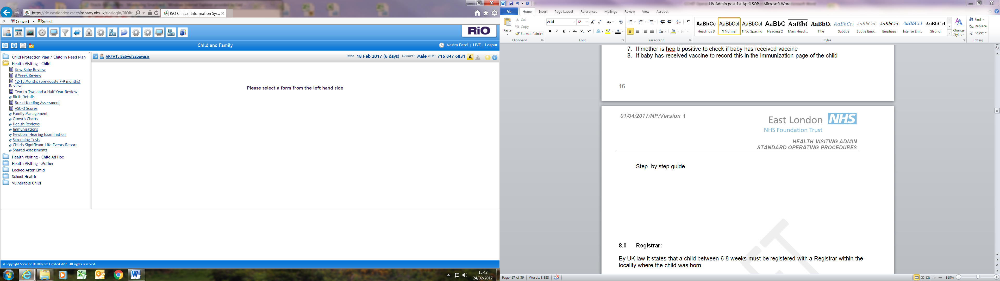 https://rio.eastlondon.cse.thirdparty.nhs.uk/rio/login/RIOIfra
RiO Clinical Information Sys...
x Convert Select
RiO
Child and Family
Nasim Patel | LIVE | Logout
Child Protection Plan / Child in Need Plan
Health Visiting - Child
New Baby Review
8 Week Review
12-15 Months (previously 7-9 months)
Review
Two to Two and a Half Year Review
Birth Details
Breastfeeding Assessment
ASQ-3 Scores
Family Management
Growth Charts
Health Reviews
Immunisations
Newborn Hearing Examination
Screening Tests
Child's Significant Life Events Report
Shared Assessments
Health Visiting - Child Ad Hoc
Health Visiting - Mother
Looked After Child
School Health
Vulnerable Child
ARFAT, Babyofsabayasir
DoB: 18 Feb 2017 (6 days) Gender: Male NHS: 716 847 6831 A
Please select a form from the left hand side
© Copyright Servelec Healthcare Limited 2016. All rights reserved.
15:42
24/02/2017
HV Admin post 1st April SOP - Microsoft Word
File Home Insert Page Layout References Mailings Review View Acrobat
Paste
Cut
Copy
Format Painter
Clipboard
Arial 12
Font
Paragraph
AaBbCc AaBbCcI AaBbCcI AaBbC AaBb( AaBbCc AaBbCci AaBbCcL AaBbCcL AaBbCcI AaBbCcI
Headings 3 ¶ Normal ¶ No Spacing Heading 2 Main Headi... Title Subtitle Subtle Emp... Emphasis Intense Em... Strong
Styles
Change
Styles
Find
Replace
Select
Editing
7. If mother is hep b positive to check if baby has received vaccine
8. If baby has received vaccine to record this in the immunization page of the child
16
01/04/2017/NP/Version 1
East London NHS
NHS Foundation Trust
HEALTH VISITING ADMIN
STANDARD OPERATING PROCEDURES
Step by step guide
8.0 Registrar:
By UK law it states that a child between 6-8 weeks must be registered with a Registrar within the
locality where the child was born
Page: 17 of 59 Words: 8,888
110%